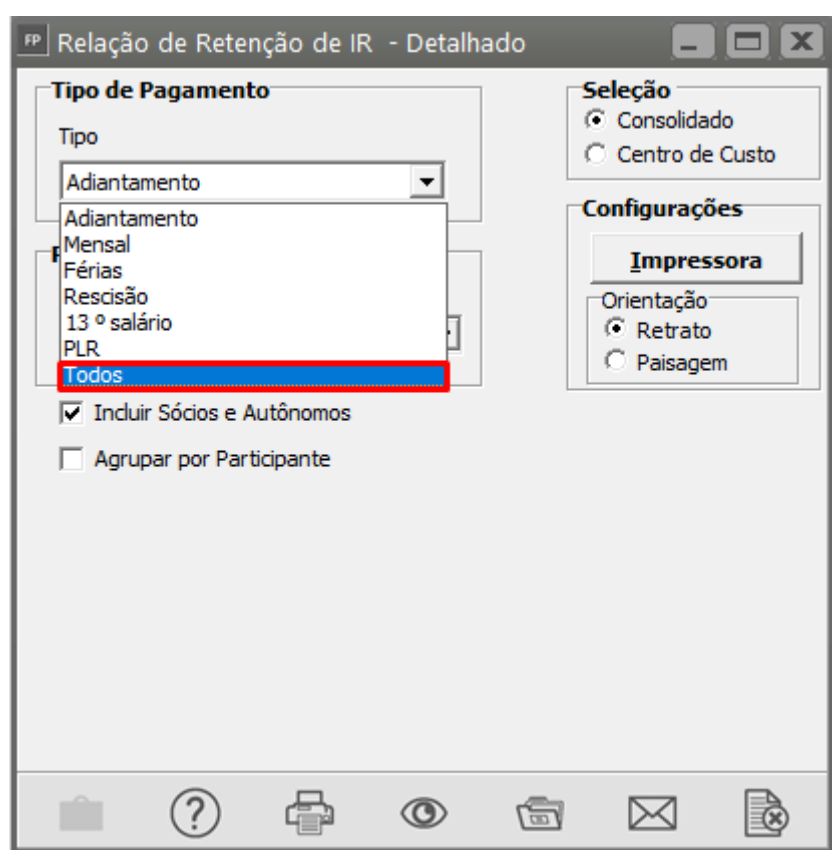 FP Relação de Retenção de IR - Detalhado
Tipo de Pagamento
Tipo
Adiantamento
Adiantamento
Mensal
Férias
Rescisão
13 º salário
PLR
Todos
Incluir Sócios e Autônomos
Agrupar por Participante
Seleção
Consolidado
Centro de Custo
Configurações
Impressora
Orientação
Retrato
Paisagem